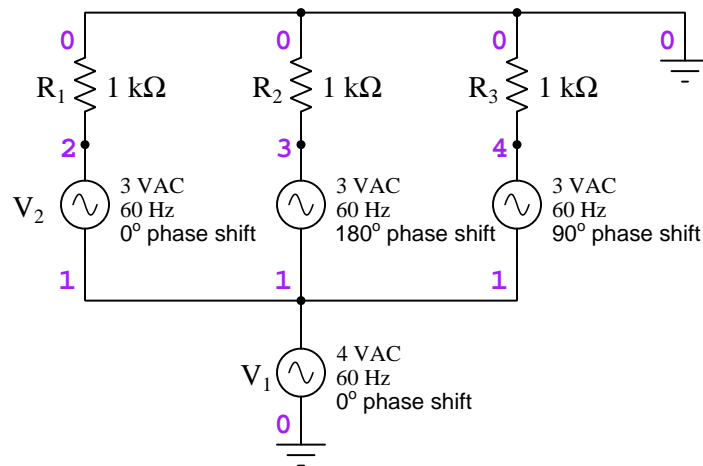 0 0 0 0
R1 1 kΩ R2 1 kΩ R3 1 kΩ
2 3 4
V2
3 VAC
60 Hz
0° phase shift
3 VAC
60 Hz
180° phase shift
3 VAC
60 Hz
90° phase shift
1 1 1
V1
4 VAC
60 Hz
0° phase shift
0